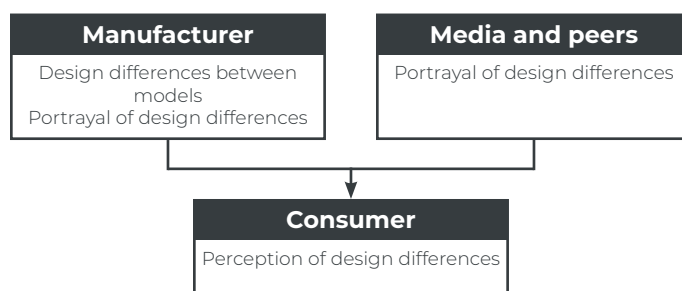 Manufacturer
Design differences between
models
Portrayal of design differences
Media and peers
Portrayal of design differences
Consumer
Perception of design differences